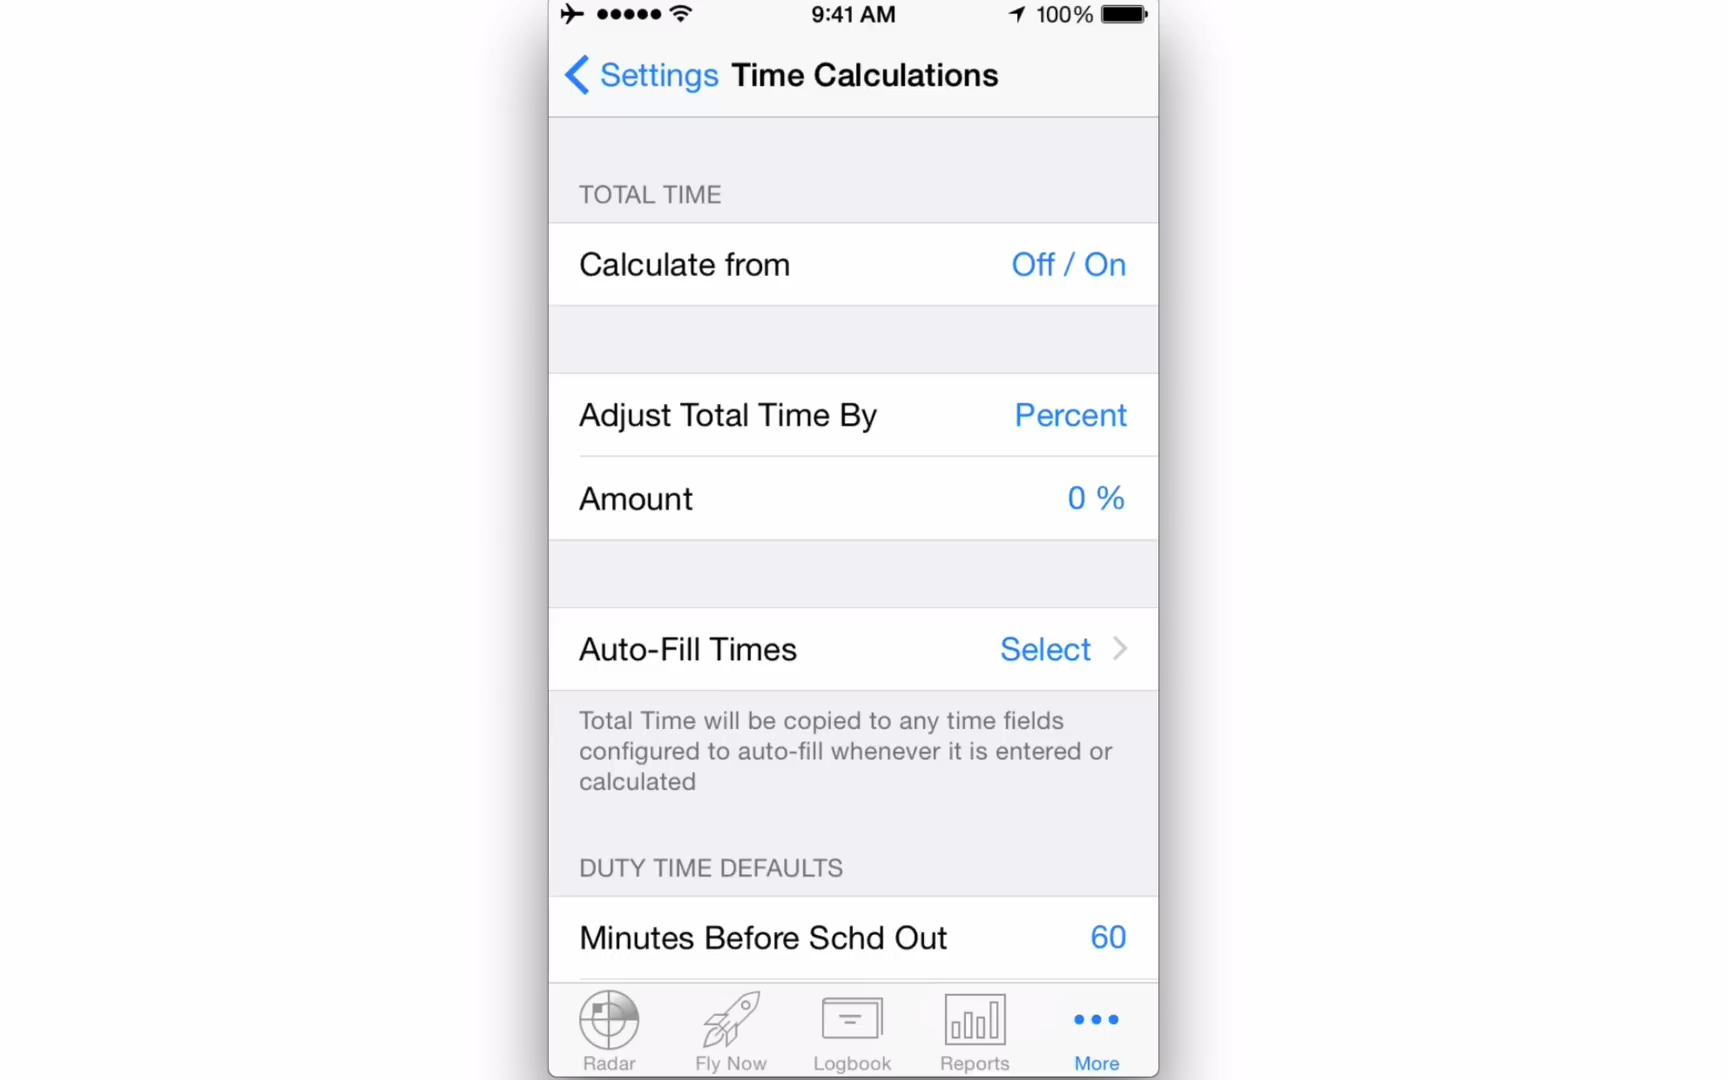 9:41 AM 100%
Settings Time Calculations
TOTAL TIME
Calculate from Off / On
Adjust Total Time By Percent
Amount 0 %
Auto-Fill Times Select
Total Time will be copied to any time fields
configured to auto-fill whenever it is entered or
calculated
DUTY TIME DEFAULTS
Minutes Before Schd Out 60
Radar Fly Now Logbook Reports More